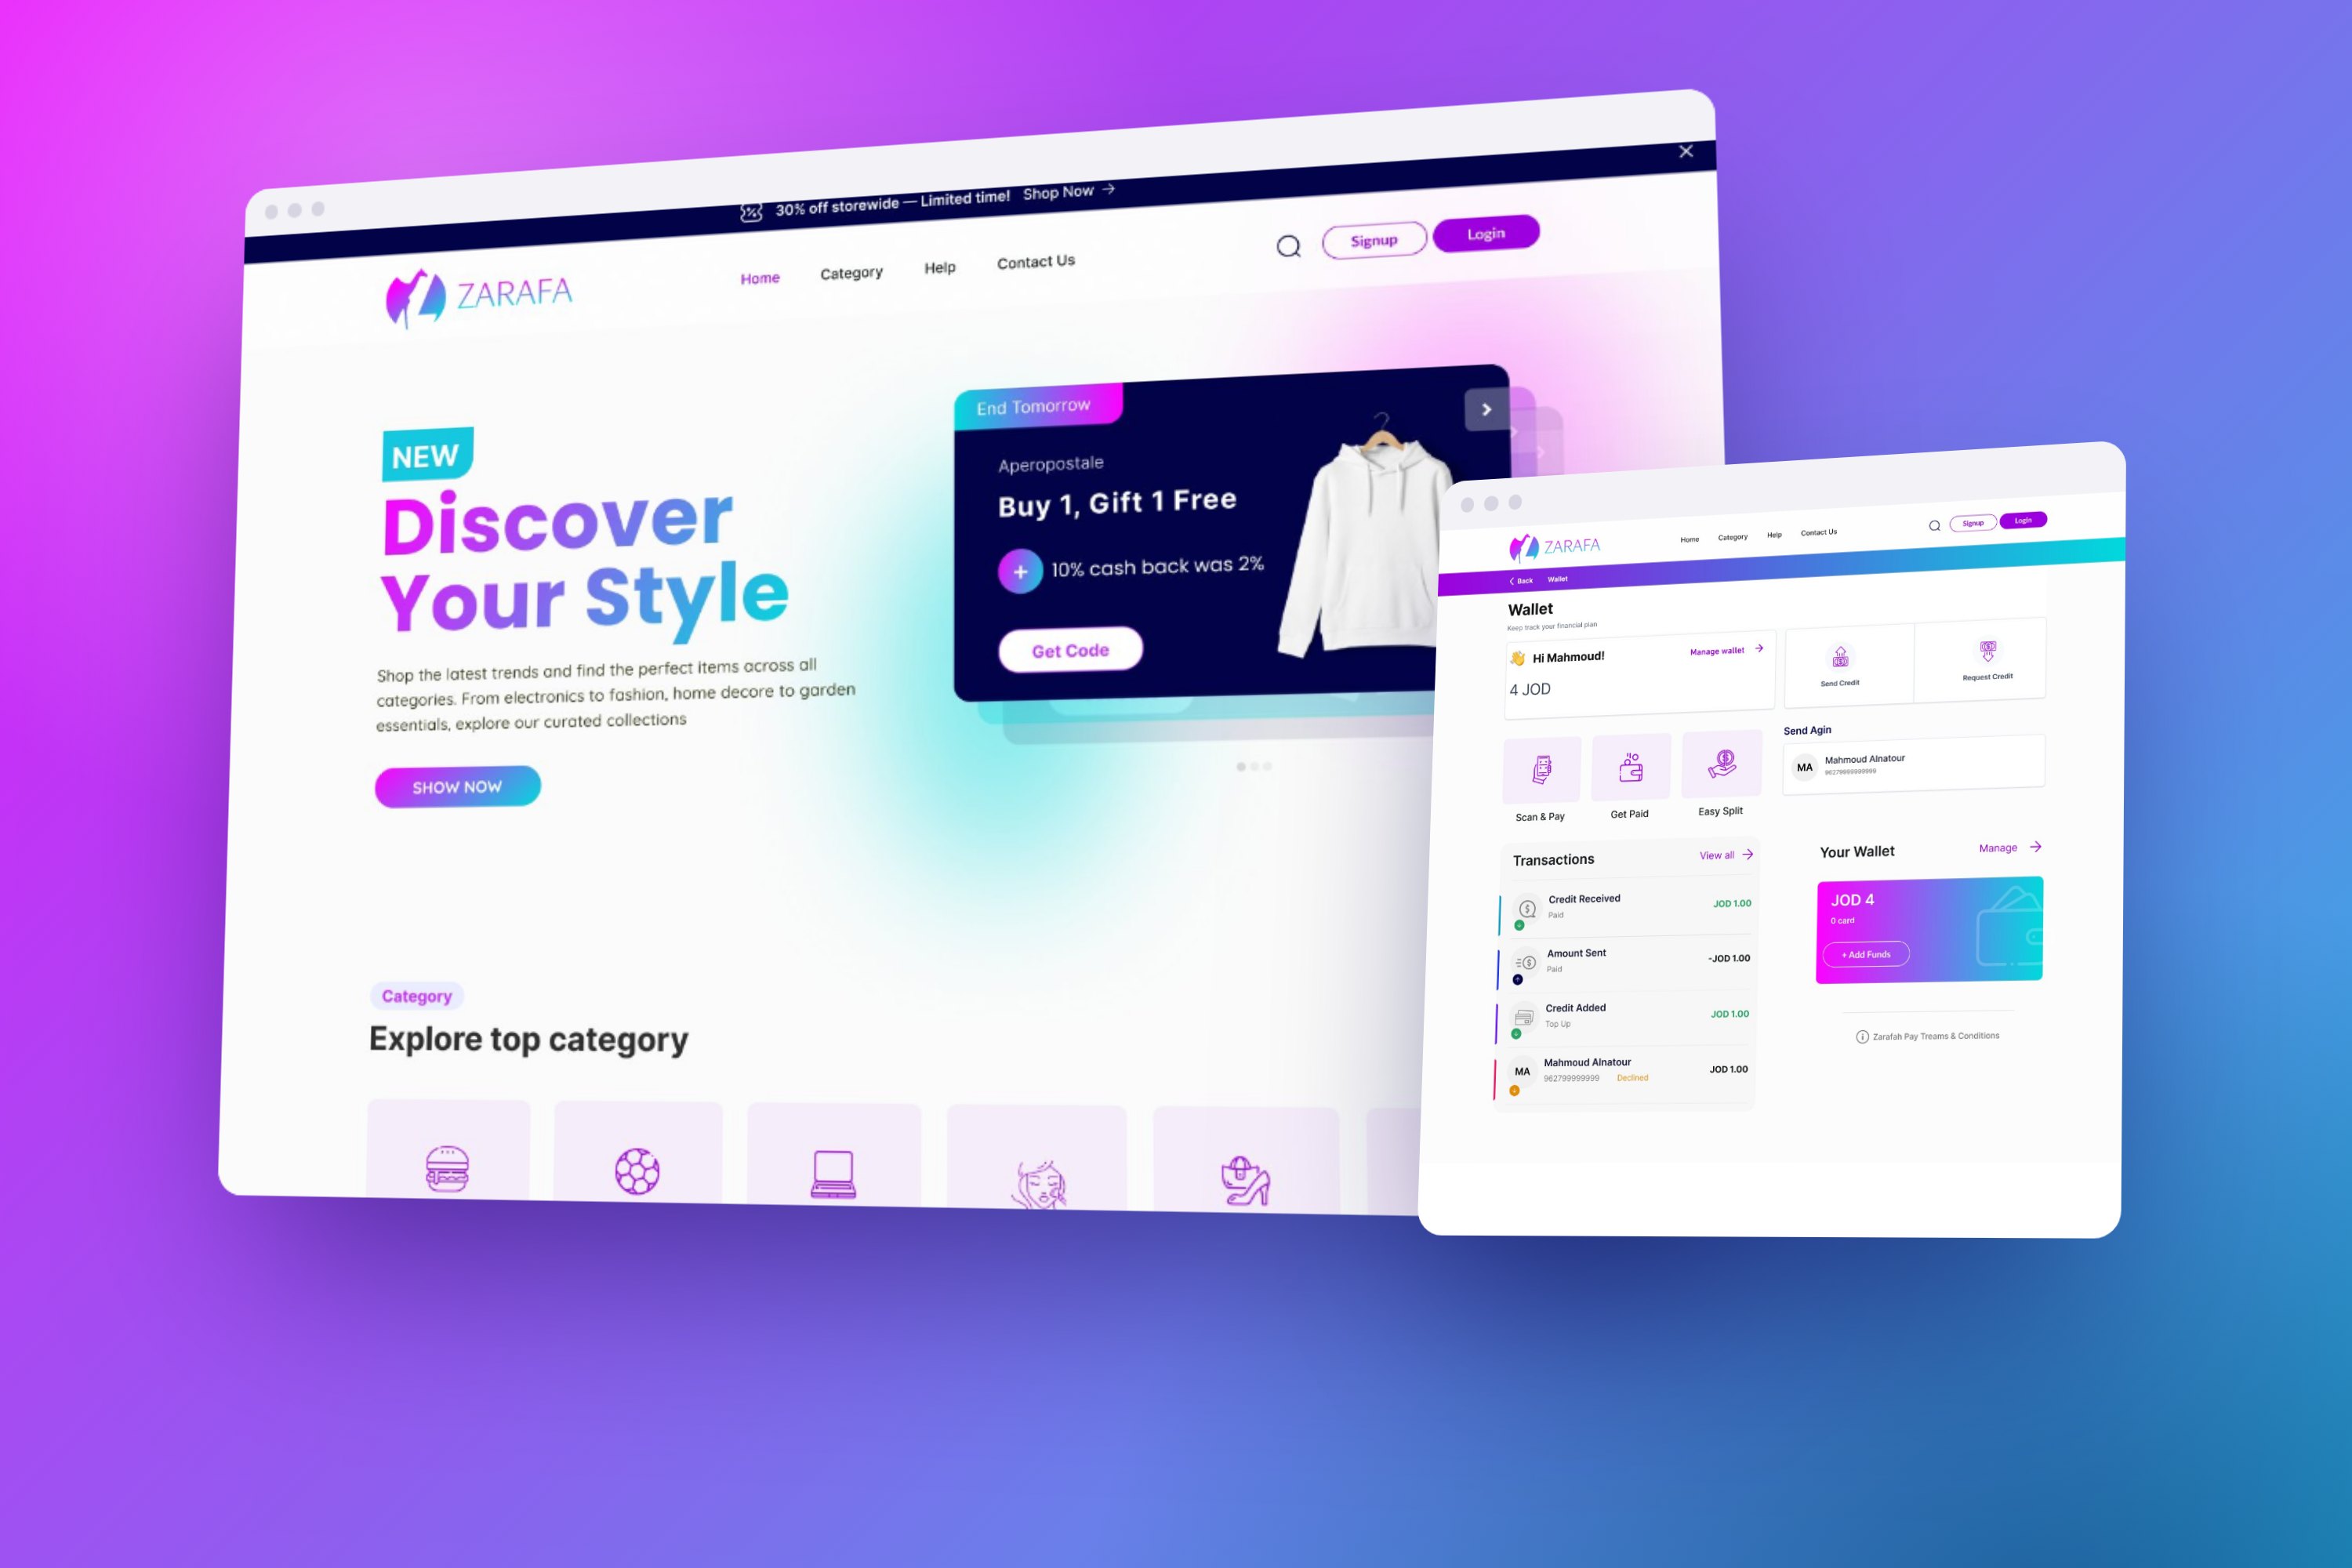 30% off storewide — Limited time! Shop Now →
ZARAFA
Home Category Help Contact Us
Signup Login
NEW
Discover
Your Style
Shop the latest trends and find the perfect items across all
categories. From electronics to fashion, home decore to garden
essentials, explore our curated collections
SHOW NOW
End Tomorrow
Aperopostale
Buy 1, Gift 1 Free
+ 10% cash back was 2%
Get Code
Category
Explore top category
ZARAFA
Home Category Help Contact Us
Signup Login
Back Wallet
Wallet
Keep track your financial plan
👋 Hi Mahmoud!
Manage wallet →
4 JOD
Send Credit
Request Credit
Scan & Pay
Get Paid
Easy Split
Send Agin
MA Mahmoud Alnatour
962799999999
Transactions
View all →
Credit Received
Paid
JOD 1.00
Amount Sent
Paid
-JOD 1.00
Credit Added
Top Up
JOD 1.00
MA Mahmoud Alnatour
962799999999 Declined
JOD 1.00
Your Wallet
Manage →
JOD 4
0 card
+ Add Funds
Zarafah Pay Treams & Conditions